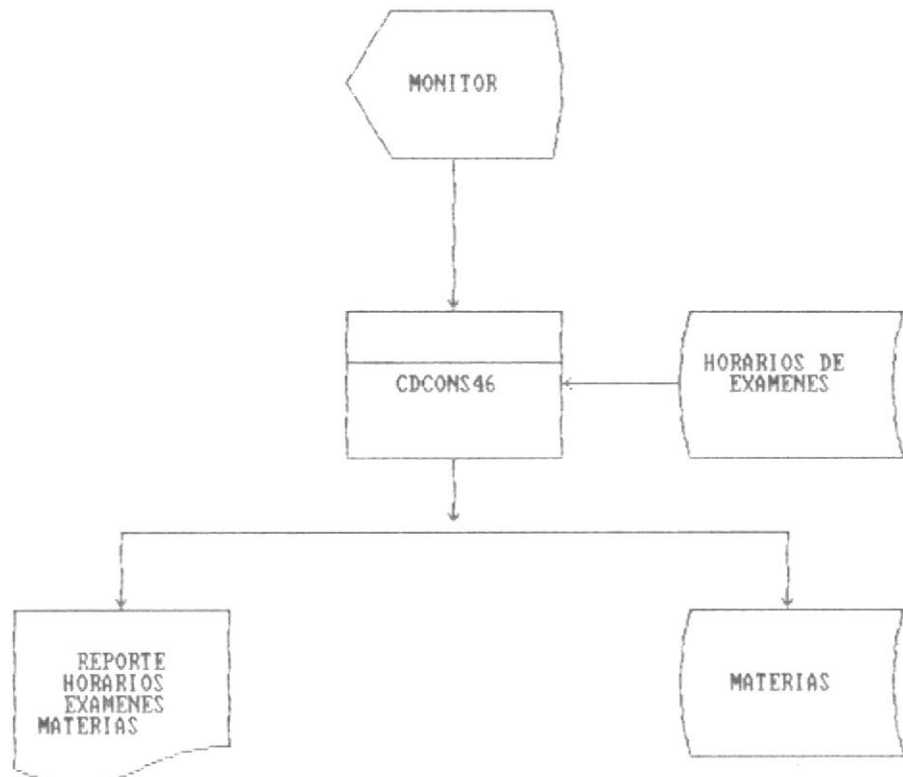 MONITOR
CDCONS46
HORARIOS DE
EXAMENES
REPORTE
HORARIOS
EXAMENES
MATERIAS
MATERIAS